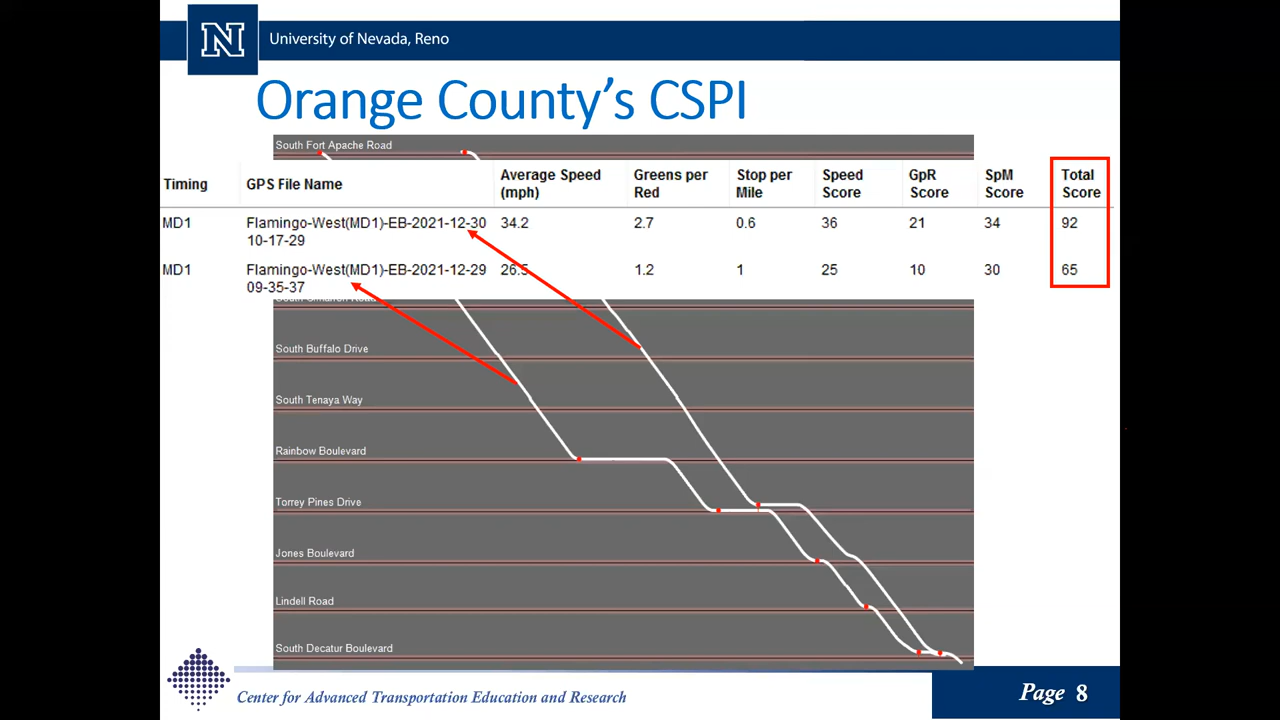 N University of Nevada, Reno
Orange County's CSPI
South Fort Apache Road
Timing GPS File Name Average Speed (mph) Greens per Red Stop per Mile Speed Score GpR Score SpM Score Total Score
MD1 Flamingo-West(MD1)-EB-2021-12-30 10-17-29 34.2 2.7 0.6 36 21 34 92
MD1 Flamingo-West(MD1)-EB-2021-12-29 09-35-37 26.5 1.2 1 25 10 30 65
South Cimarron Road
South Buffalo Drive
South Tenaya Way
Rainbow Boulevard
Torrey Pines Drive
Jones Boulevard
Lindell Road
South Decatur Boulevard
Center for Advanced Transportation Education and Research
Page 8